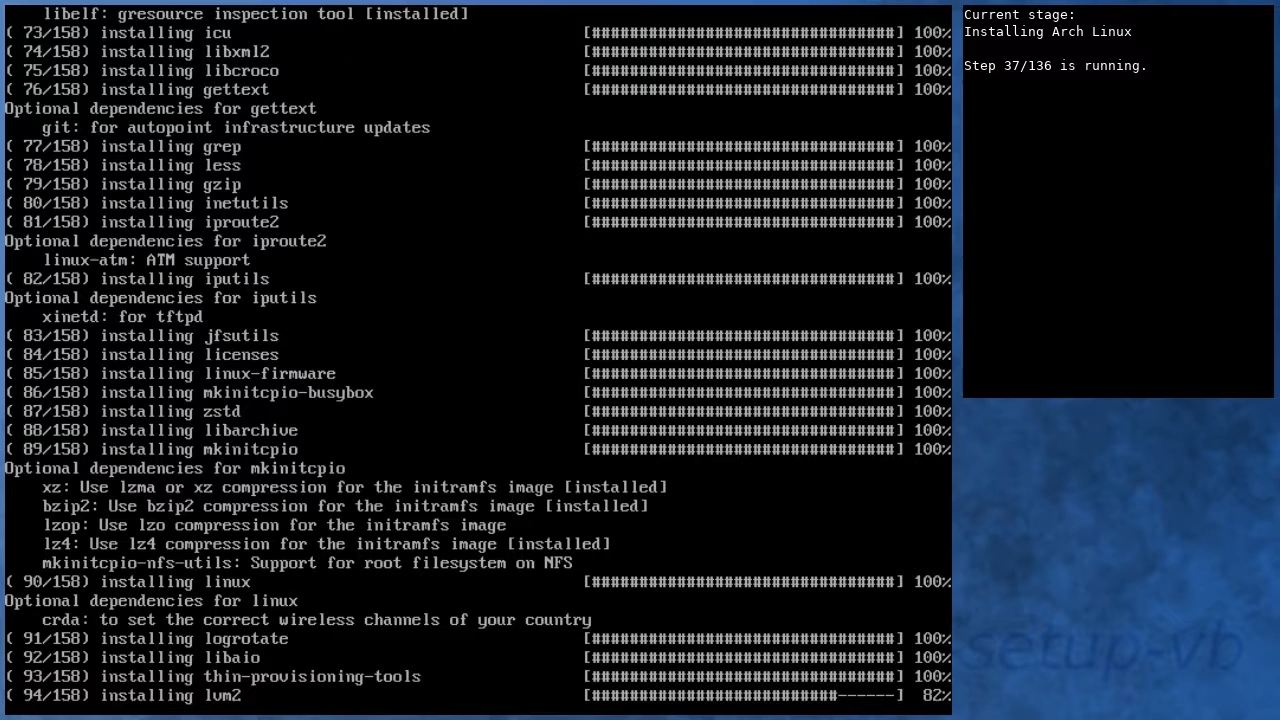 libelf: gresource inspection tool [installed]
( 73/158) installing icu [################################] 100%
( 74/158) installing libxml2 [################################] 100%
( 75/158) installing libcroco [################################] 100%
( 76/158) installing gettext [################################] 100%
Optional dependencies for gettext
    git: for autopoint infrastructure updates
( 77/158) installing grep [################################] 100%
( 78/158) installing less [################################] 100%
( 79/158) installing gzip [################################] 100%
( 80/158) installing inetutils [################################] 100%
( 81/158) installing iproute2 [################################] 100%
Optional dependencies for iproute2
    linux-atm: ATM support
( 82/158) installing iputils [################################] 100%
Optional dependencies for iputils
    xinetd: for tftpd
( 83/158) installing jfsutils [################################] 100%
( 84/158) installing licenses [################################] 100%
( 85/158) installing linux-firmware [################################] 100%
( 86/158) installing mkinitcpio-busybox [################################] 100%
( 87/158) installing zstd [################################] 100%
( 88/158) installing libarchive [################################] 100%
( 89/158) installing mkinitcpio [################################] 100%
Optional dependencies for mkinitcpio
    xz: Use lzma or xz compression for the initramfs image [installed]
    bzip2: Use bzip2 compression for the initramfs image [installed]
    lzop: Use lzo compression for the initramfs image
    lz4: Use lz4 compression for the initramfs image [installed]
    mkinitcpio-nfs-utils: Support for root filesystem on NFS
( 90/158) installing linux [################################] 100%
Optional dependencies for linux
    crda: to set the correct wireless channels of your country
( 91/158) installing logrotate [################################] 100%
( 92/158) installing libaio [################################] 100%
( 93/158) installing thin-provisioning-tools [################################] 100%
( 94/158) installing lvm2 [##########################------] 82%
Current stage:
Installing Arch Linux
Step 37/136 is running.
setup-vb